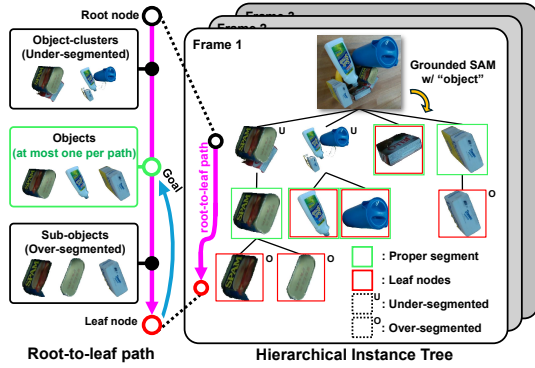 Root node
Object-clusters
(Under-segmented)
Objects
(at most one per path)
Goal
Sub-objects
(Over-segmented)
Leaf node
Root-to-leaf path
Frame 1
Grounded SAM
w/ “object”
U
U
root-to-leaf path
SPAM
O
O
O
: Proper segment
: Leaf nodes
U
: Under-segmented
O
: Over-segmented
Hierarchical Instance Tree